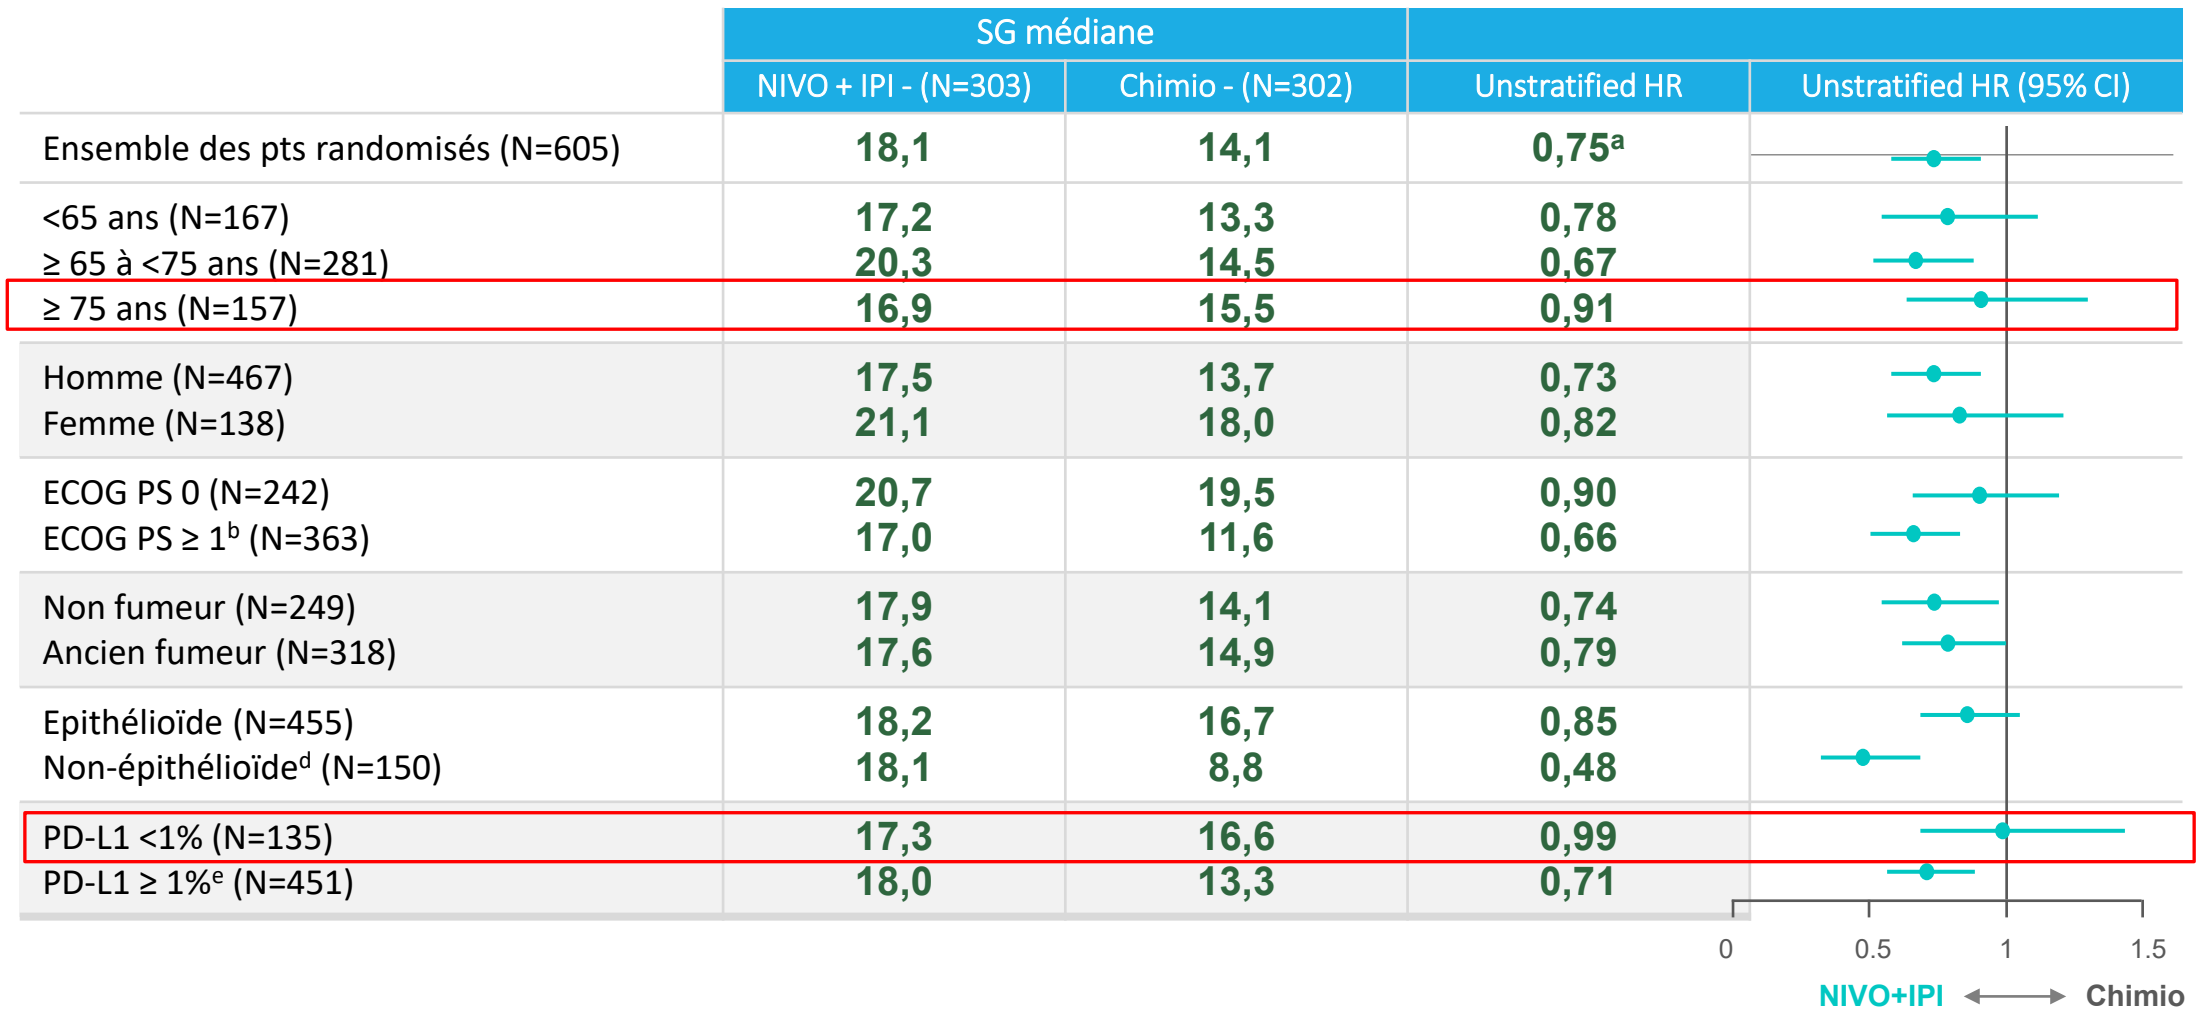 SG médiane
NIVO + IPI - (N=303) Chimio - (N=302) Unstratified HR Unstratified HR (95% CI)
Ensemble des pts randomisés (N=605) 18,1 14,1 0,75ᵃ
<65 ans (N=167) 17,2 13,3 0,78
≥ 65 à <75 ans (N=281) 20,3 14,5 0,67
≥ 75 ans (N=157) 16,9 15,5 0,91
Homme (N=467) 17,5 13,7 0,73
Femme (N=138) 21,1 18,0 0,82
ECOG PS 0 (N=242) 20,7 19,5 0,90
ECOG PS ≥ 1ᵇ (N=363) 17,0 11,6 0,66
Non fumeur (N=249) 17,9 14,1 0,74
Ancien fumeur (N=318) 17,6 14,9 0,79
Epithélioïde (N=455) 18,2 16,7 0,85
Non-épithélioïdeᵈ (N=150) 18,1 8,8 0,48
PD-L1 <1% (N=135) 17,3 16,6 0,99
PD-L1 ≥ 1%ᵉ (N=451) 18,0 13,3 0,71
0 0.5 1 1.5
NIVO+IPI Chimio